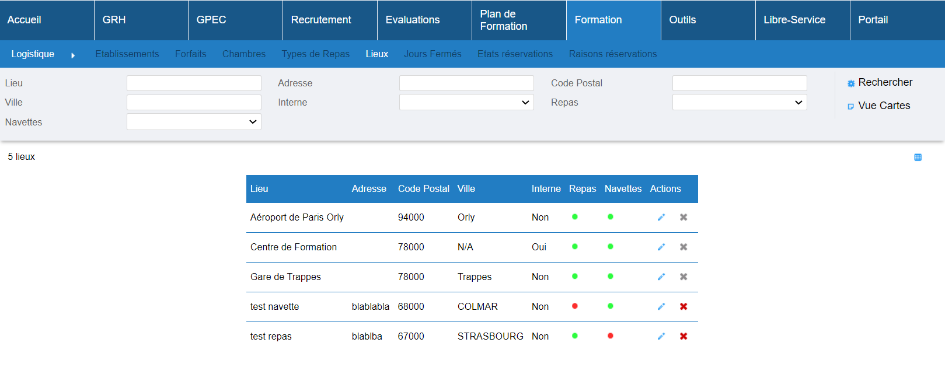 Accueil GRH GPEC Recrutement Evaluations Plan de Formation Formation Outils Libre-Service Portail
Logistique Etablissements Forfaits Chambres Types de Repas Lieux Jours Fermés Etats réservations Raisons réservations
Lieu Adresse Code Postal Rechercher
Ville Interne Repas Vue Cartes
Navettes
5 lieux
Lieu Adresse Code Postal Ville Interne Repas Navettes Actions
Aéroport de Paris Orly 94000 Orly Non
Centre de Formation 78000 N/A Oui
Gare de Trappes 78000 Trappes Non
test navette blablabla 68000 COLMAR Non
test repas blabiba 67000 STRASBOURG Non